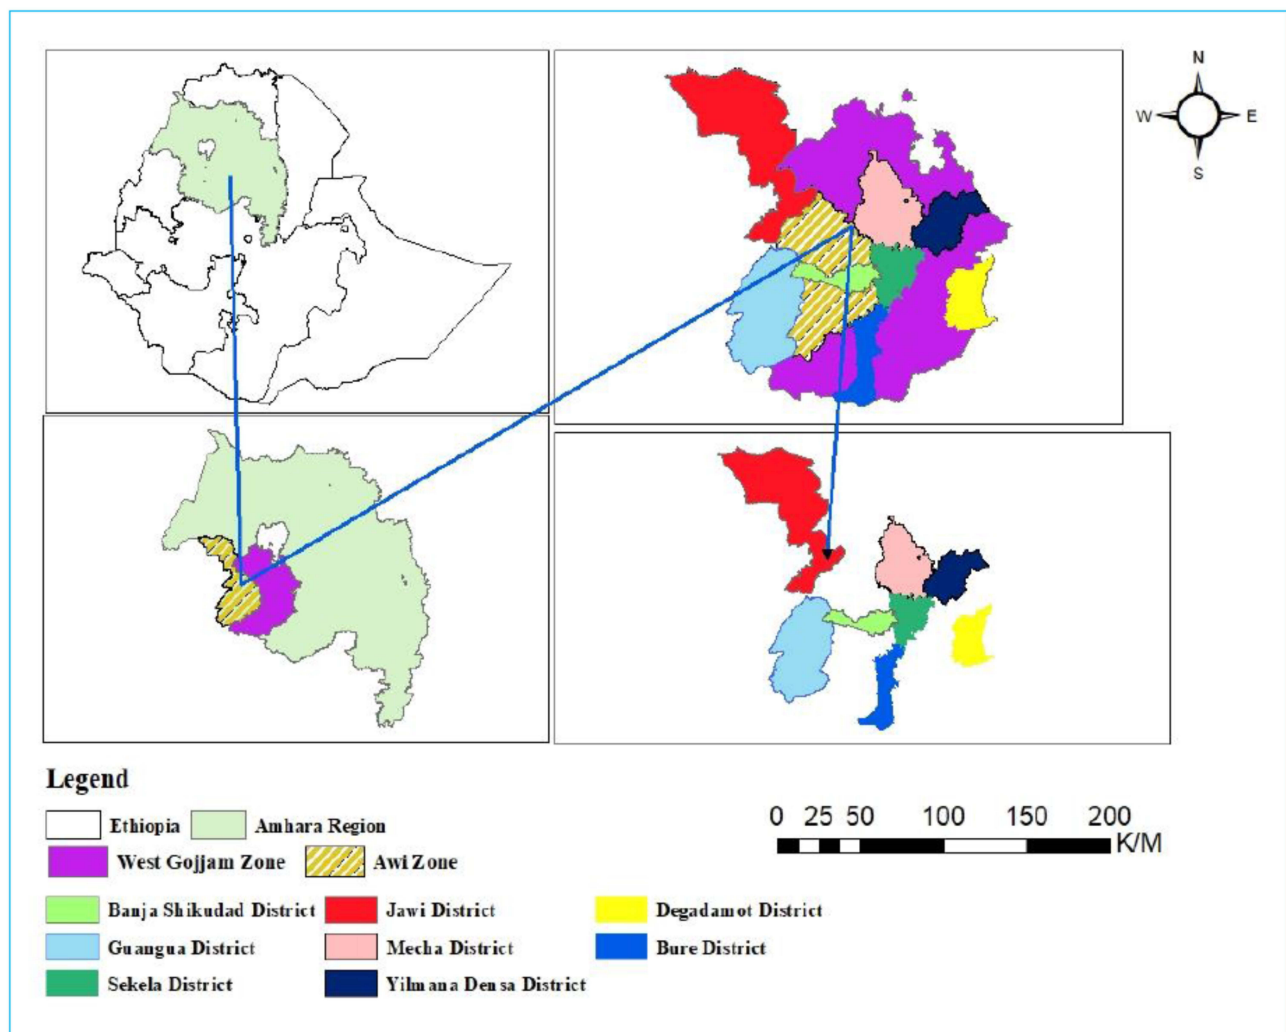 N
W E
S
Legend
Ethiopia Amhara Region
West Gojjam Zone Awi Zone
0 25 50 100 150 200
K/M
Banja Shikudad District Jawi District Degadamot District
Guangua District Mecha District Bure District
Sekela District Yilmana Densa District